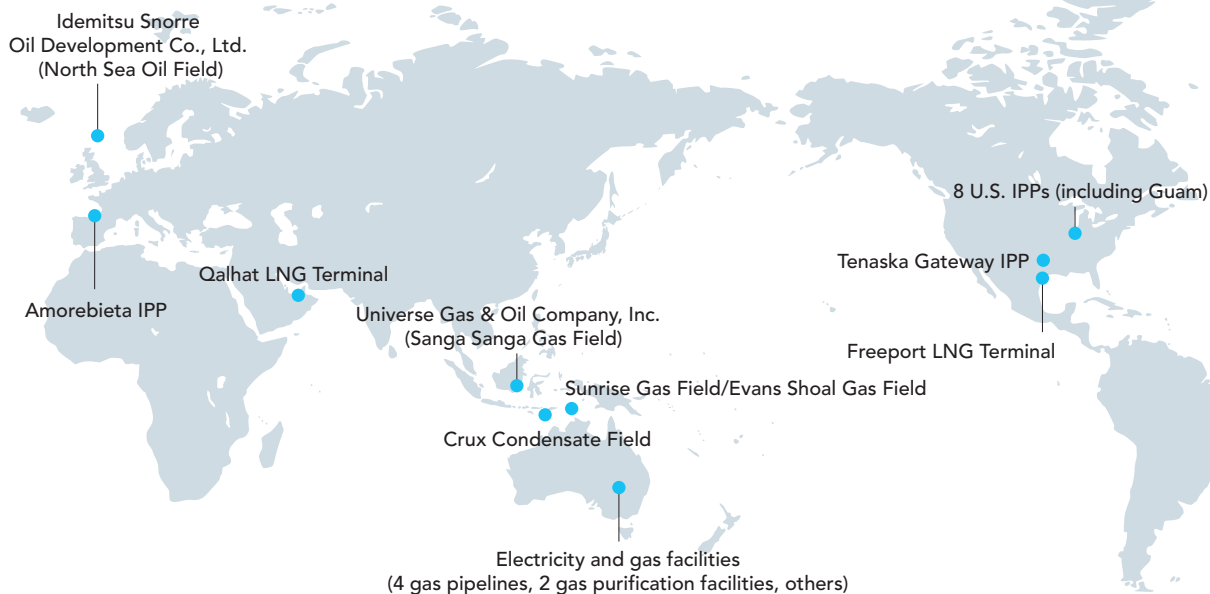 Idemitsu Snorre
Oil Development Co., Ltd.
(North Sea Oil Field)
8 U.S. IPPs (including Guam)
Tenaska Gateway IPP
Qalhat LNG Terminal
Amorebieta IPP
Universe Gas & Oil Company, Inc.
(Sanga Sanga Gas Field)
Freeport LNG Terminal
Sunrise Gas Field/Evans Shoal Gas Field
Crux Condensate Field
Electricity and gas facilities
(4 gas pipelines, 2 gas purification facilities, others)